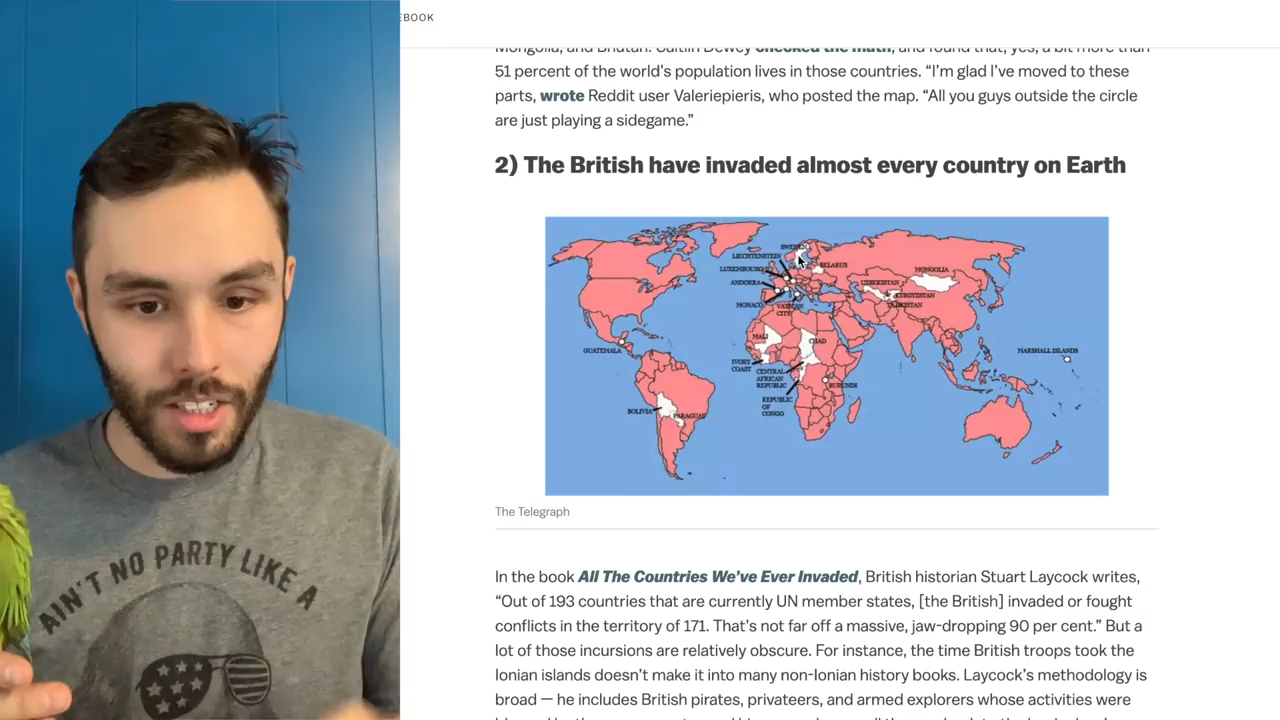 EBOOK
Mongolia, and Bhutan. Caitlin Dewey checked the math, and found that, yes, a bit more than
51 percent of the world's population lives in those countries. “I'm glad I've moved to these
parts, wrote Reddit user Valeriepieris, who posted the map. “All you guys outside the circle
are just playing a sidegame.”
2) The British have invaded almost every country on Earth
SWEDEN
LIECHTENSTEIN
LUXEMBOURG
BELARUS
MONGOLIA
ANDORRA
UZBEKISTAN
KYRGYZSTAN
MONACO
VATICAN
CITY
TAJIKISTAN
MALI
CHAD
GUATEMALA
MARSHALL ISLANDS
IVORY
COAST
CENTRAL
AFRICAN
REPUBLIC
BURUNDI
REPUBLIC
OF
CONGO
BOLIVIA
PARAGUAY
The Telegraph
In the book All The Countries We've Ever Invaded, British historian Stuart Laycock writes,
“Out of 193 countries that are currently UN member states, [the British] invaded or fought
conflicts in the territory of 171. That's not far off a massive, jaw-dropping 90 per cent.” But a
lot of those incursions are relatively obscure. For instance, the time British troops took the
Ionian islands doesn't make it into many non-Ionian history books. Laycock's methodology is
broad — he includes British pirates, privateers, and armed explorers whose activities were
AIN'T NO PARTY LIKE A